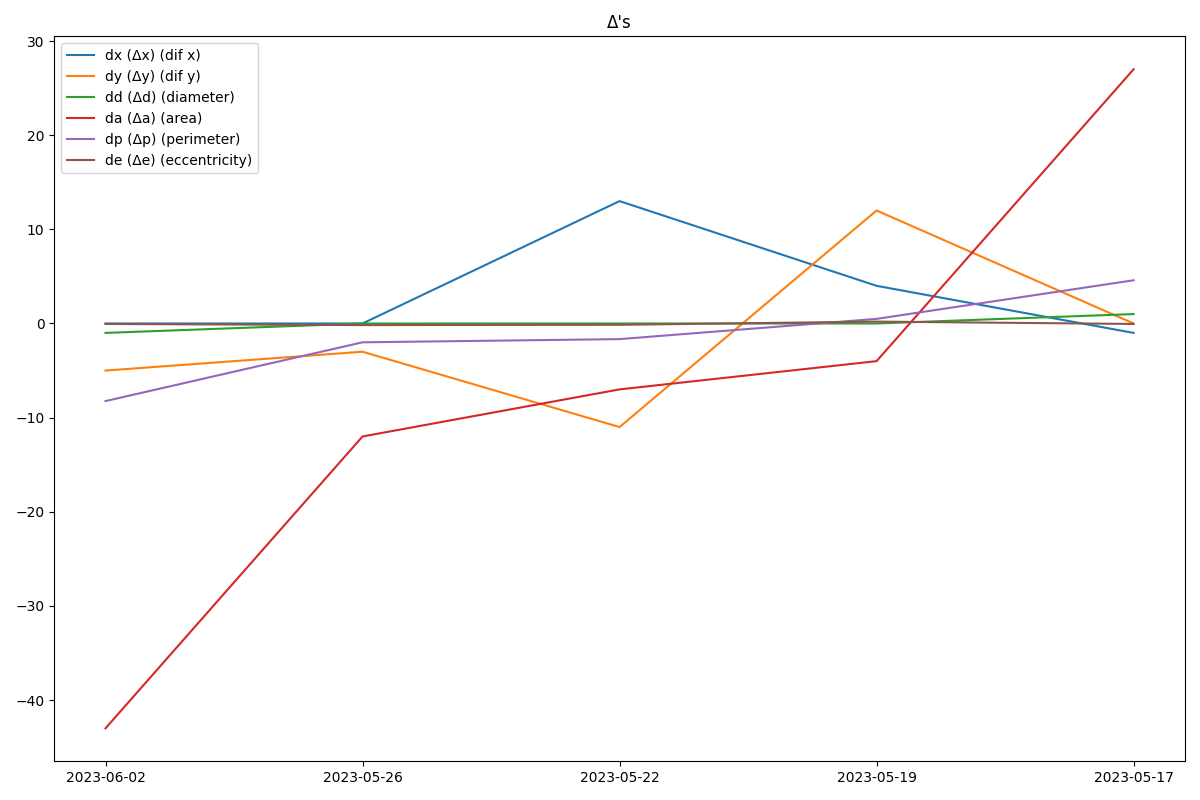 Δ's
dx (Δx) (dif x)
dy (Δy) (dif y)
dd (Δd) (diameter)
da (Δa) (area)
dp (Δp) (perimeter)
de (Δe) (eccentricity)
30
20
10
0
−10
−20
−30
−40
2023-06-02 2023-05-26 2023-05-22 2023-05-19 2023-05-17